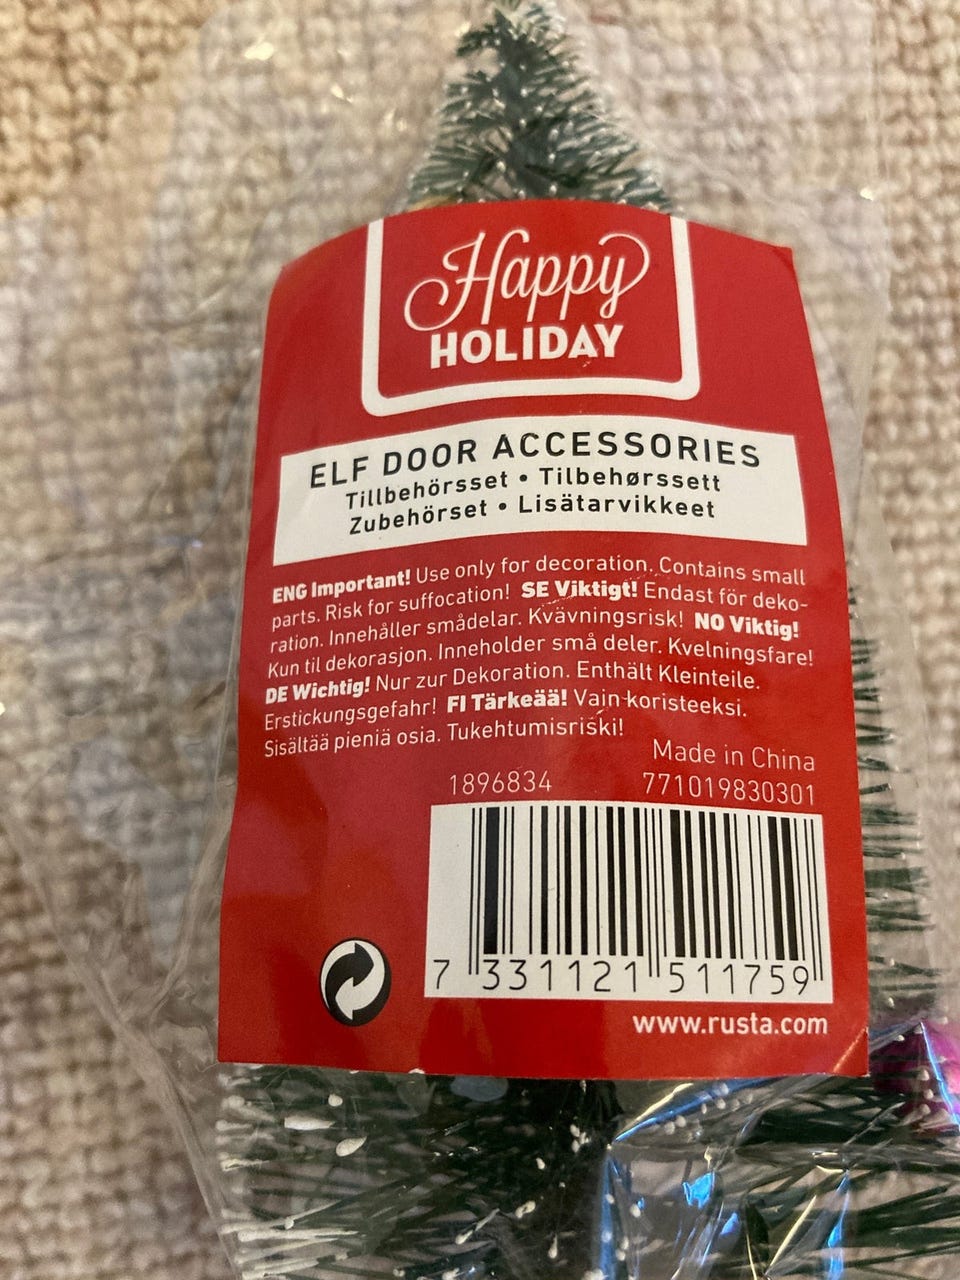 Happy
HOLIDAY
ELF DOOR ACCESSORIES
Tillbehörsset • Tilbehørssett
Zubehörset • Lisätarvikkeet
ENG Important! Use only for decoration. Contains small
parts. Risk for suffocation! SE Viktigt! Endast för deko-
ration. Innehåller smådelar. Kvävningsrisk! NO Viktig!
Kun til dekorasjon. Inneholder små deler. Kvelningsfare!
DE Wichtig! Nur zur Dekoration. Enthält Kleinteile.
Erstickungsgefahr! FI Tärkeää! Vain koristeeksi.
Sisältää pieniä osia. Tukehtumisriski!
Made in China
1896834 771019830301
7 331121 511759
www.rusta.com